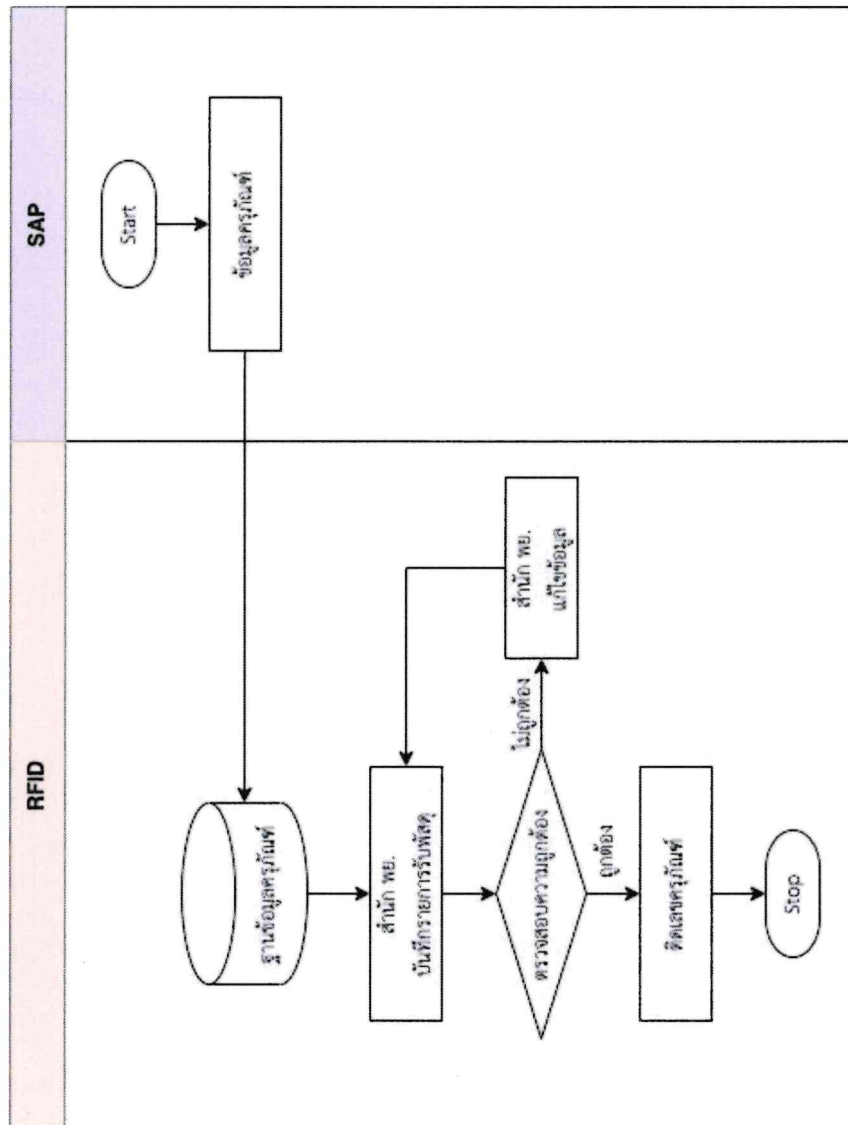 SAP
RFID
Start
ข้อมูลครุภัณฑ์
ฐานข้อมูลครุภัณฑ์
สำนัก พย.
บันทึกรายการรับพัสดุ
ตรวจสอบความถูกต้อง
ไม่ถูกต้อง
สำนัก พย.
แก้ไขข้อมูล
ถูกต้อง
ติดเลขครุภัณฑ์
Stop